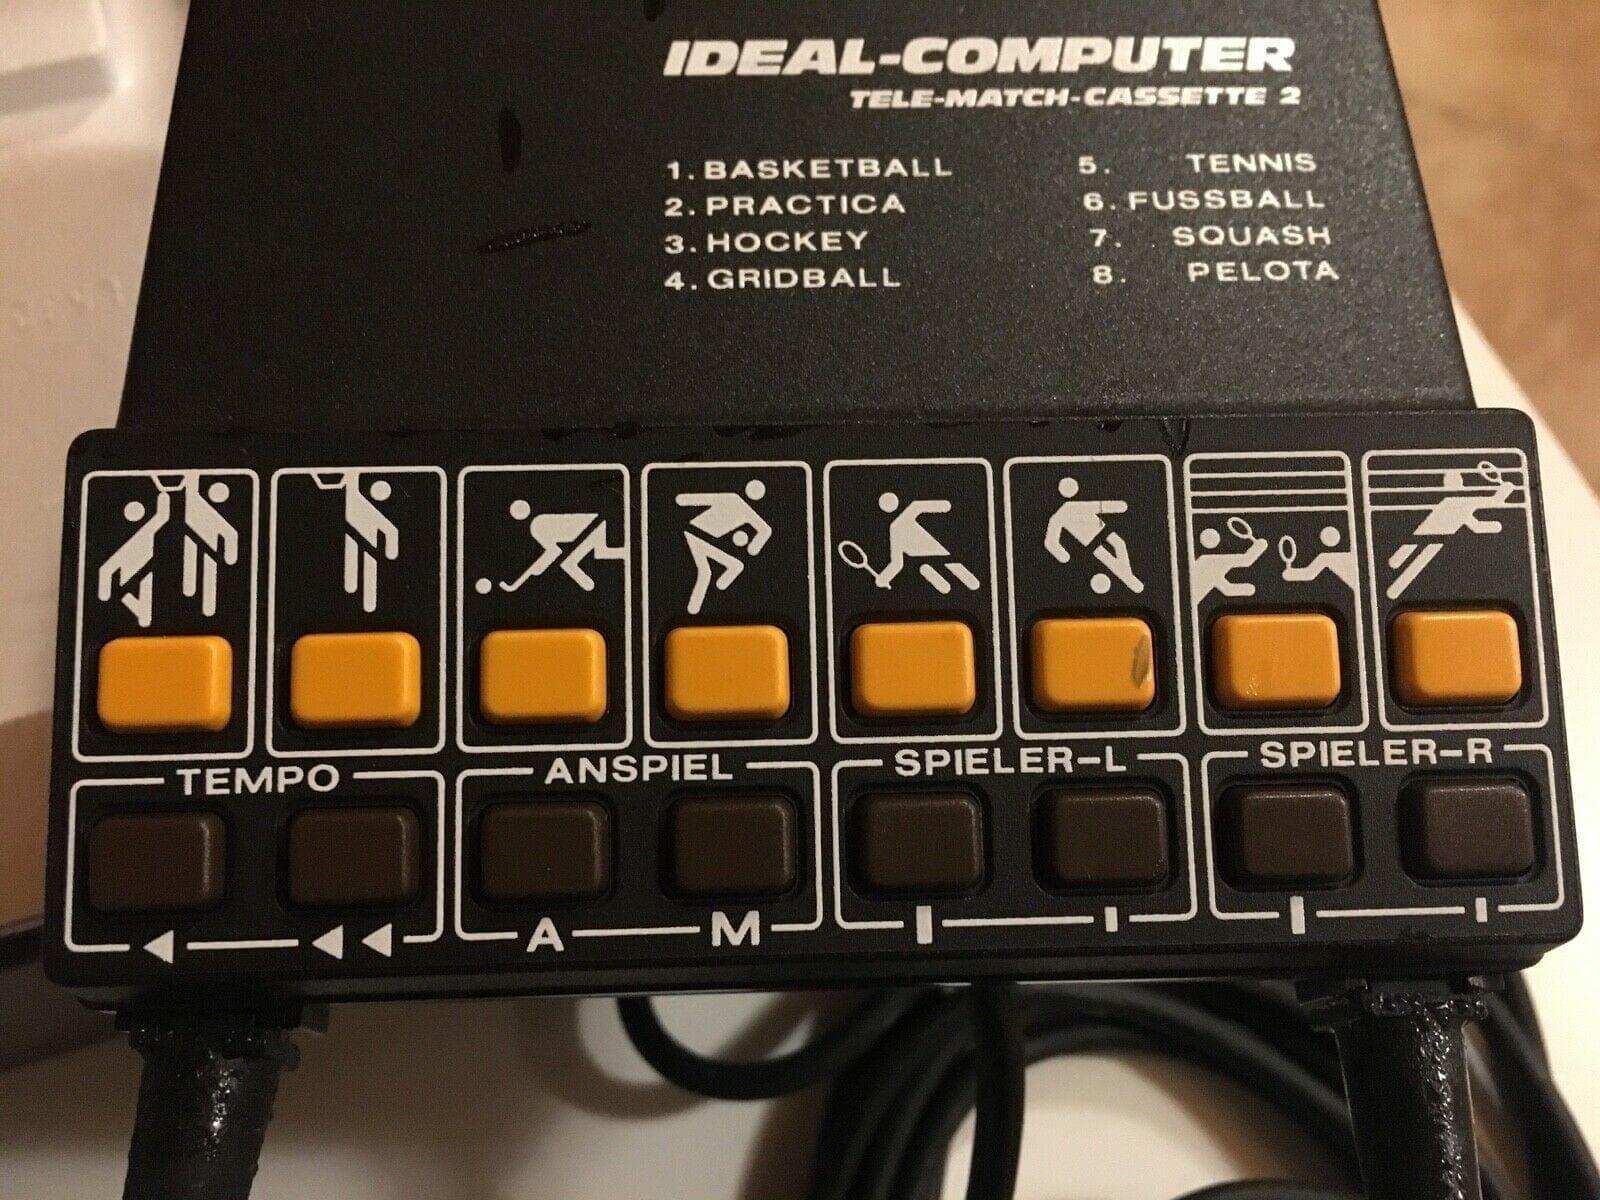 IDEAL-COMPUTER
TELE-MATCH-CASSETTE 2
1. BASKETBALL
2. PRACTICA
3. HOCKEY
4. GRIDBALL
5. TENNIS
6. FUSSBALL
7. SQUASH
8. PELOTA
TEMPO
ANSPIEL
SPIELER-L
SPIELER-R
A
M